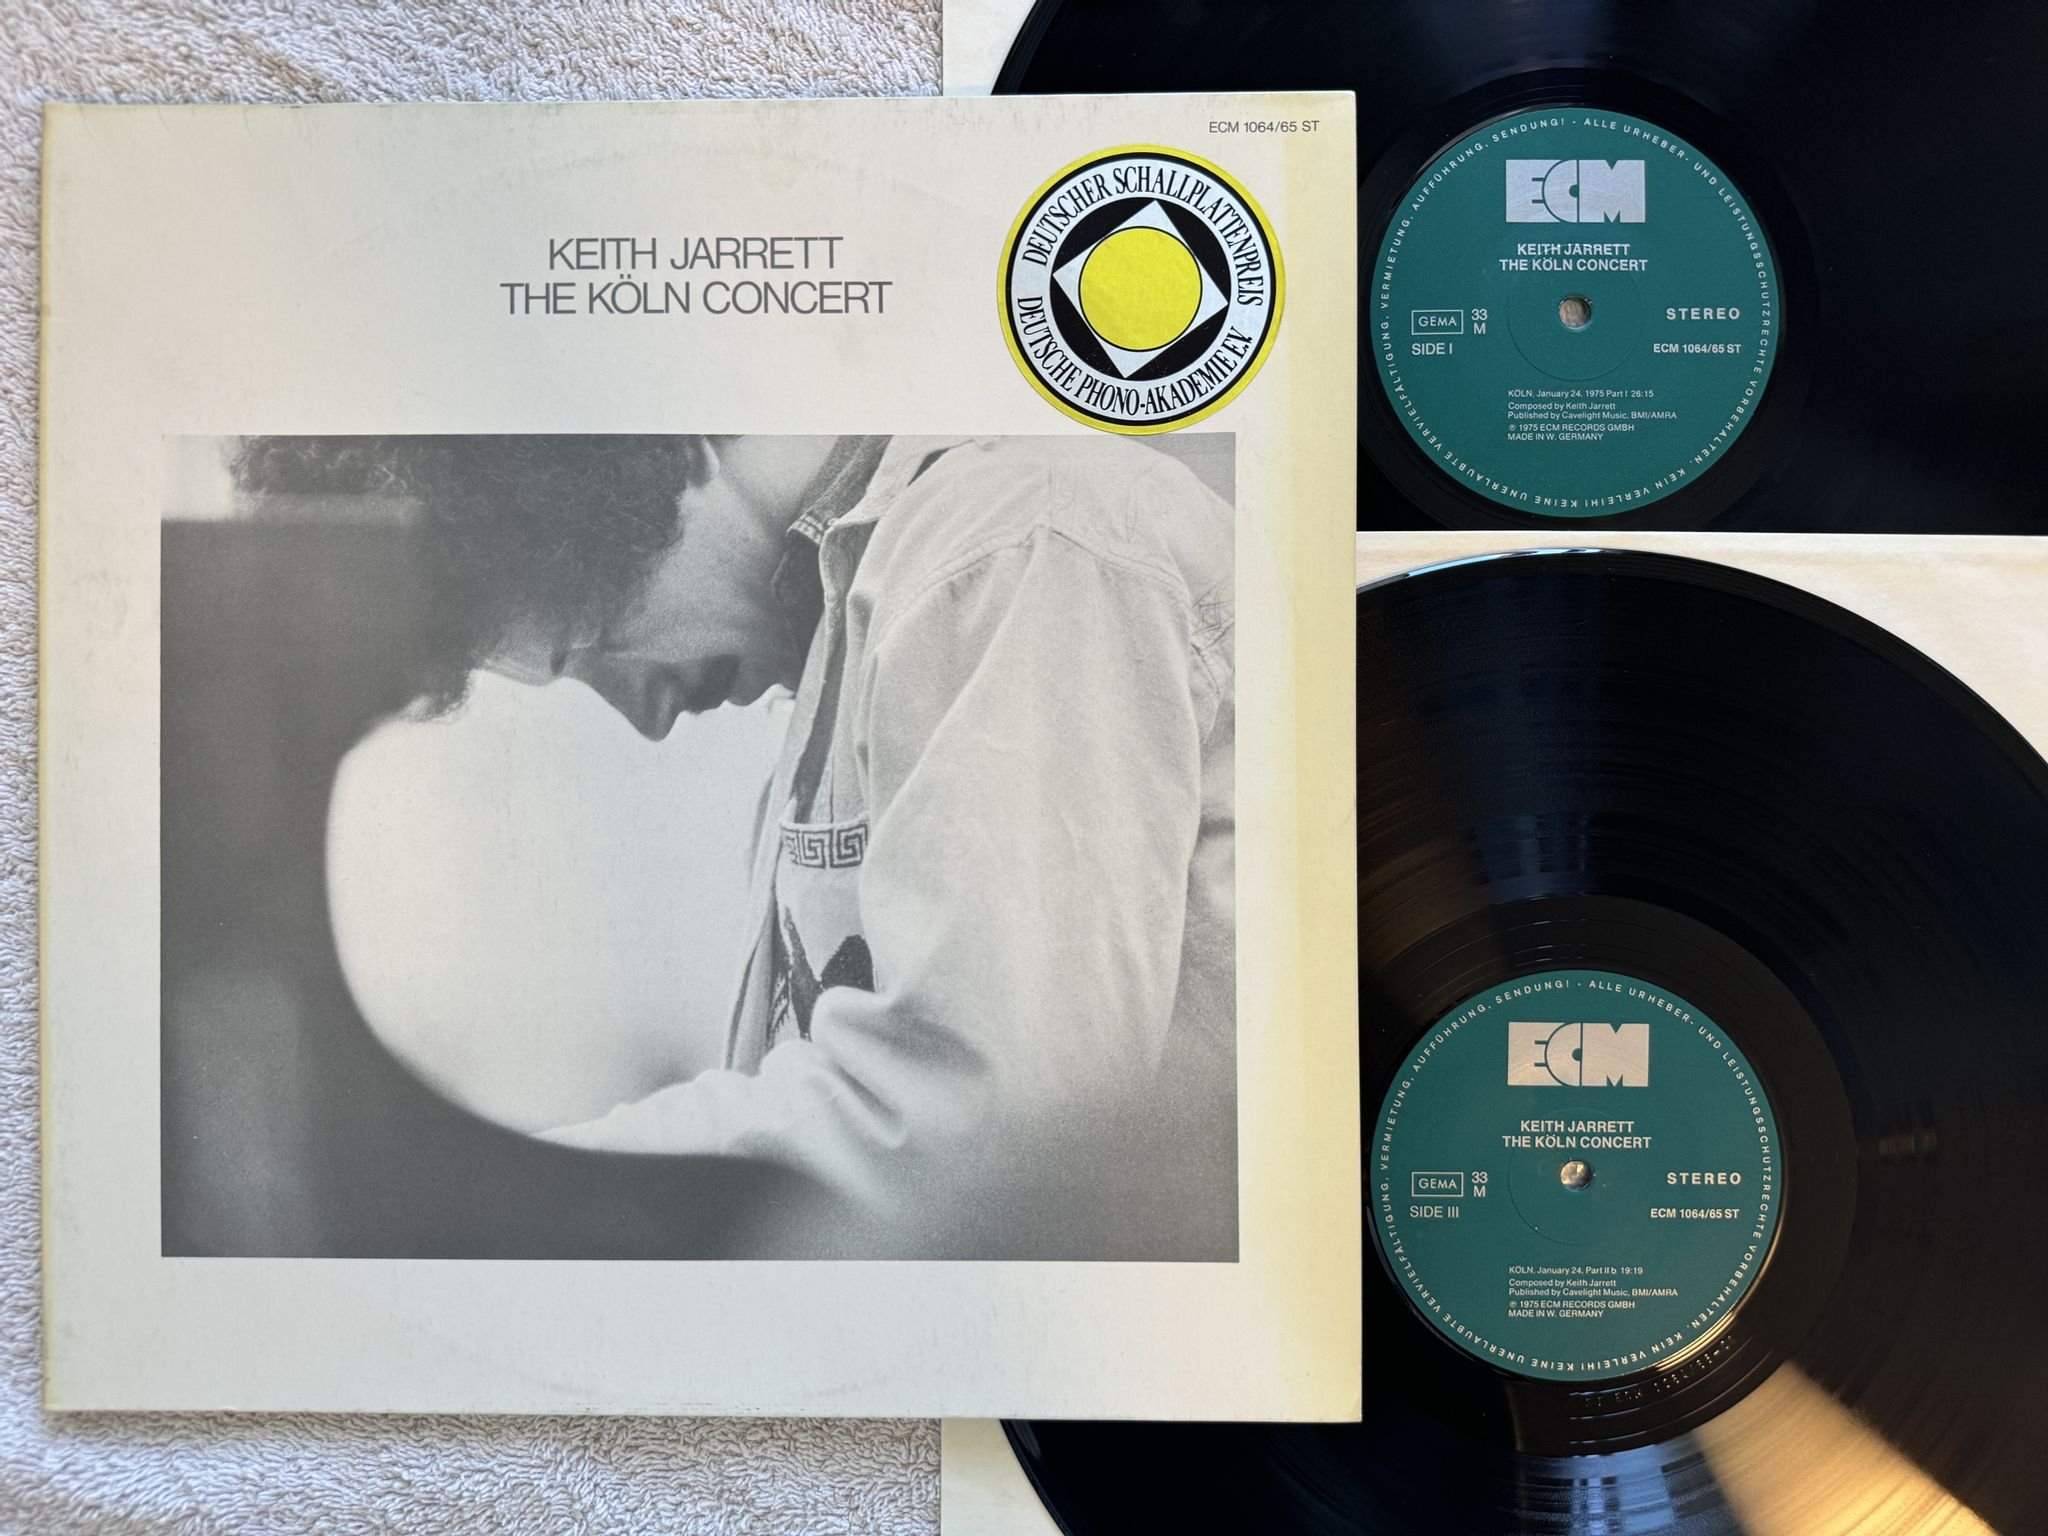 ECM 1064/65 ST
KEITH JARRETT
THE KÖLN CONCERT
DEUTSCHER SCHALLPLATTENPREIS
DEUTSCHE PHONO-AKADEMIE E.V.
ALLE URHEBER- UND LEISTUNGSSCHUTZRECHTE VORBEHALTEN. KEIN VERLEIH! KEINE UNERLAUBTE VERVIELFÄLTIGUNG, VERMIETUNG, AUFFÜHRUNG, SENDUNG! ·
ECM
KEITH JARRETT
THE KÖLN CONCERT
GEMA 33 M STEREO
SIDE I ECM 1064/65 ST
KÖLN, January 24, 1975 Part I 26:15
Composed by Keith Jarrett
Published by Cavelight Music, BMI/AMRA
℗ 1975 ECM RECORDS GMBH
MADE IN W. GERMANY
ALLE URHEBER- UND LEISTUNGSSCHUTZRECHTE VORBEHALTEN. KEIN VERLEIH! KEINE UNERLAUBTE VERVIELFÄLTIGUNG, VERMIETUNG, AUFFÜHRUNG, SENDUNG! ·
ECM
KEITH JARRETT
THE KÖLN CONCERT
GEMA 33 M STEREO
SIDE III ECM 1064/65 ST
KÖLN, January 24, Part II b 19:19
Composed by Keith Jarrett
Published by Cavelight Music, BMI/AMRA
℗ 1975 ECM RECORDS GMBH
MADE IN W. GERMANY